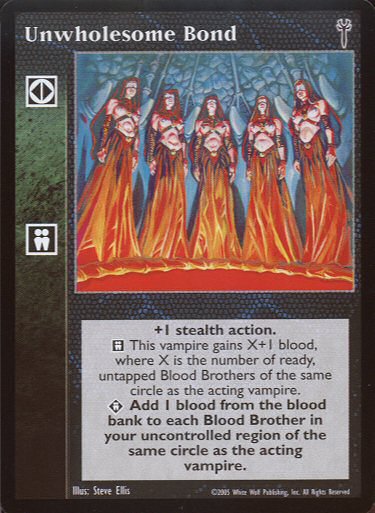 Unwholesome Bond
+1 stealth action.
This vampire gains X+1 blood,
where X is the number of ready,
untapped Blood Brothers of the same
circle as the acting vampire.
Add 1 blood from the blood
bank to each Blood Brother in
your uncontrolled region of the
same circle as the acting
vampire.
Illus: Steve Ellis
©2005 White Wolf Publishing, Inc. All Rights Reserved